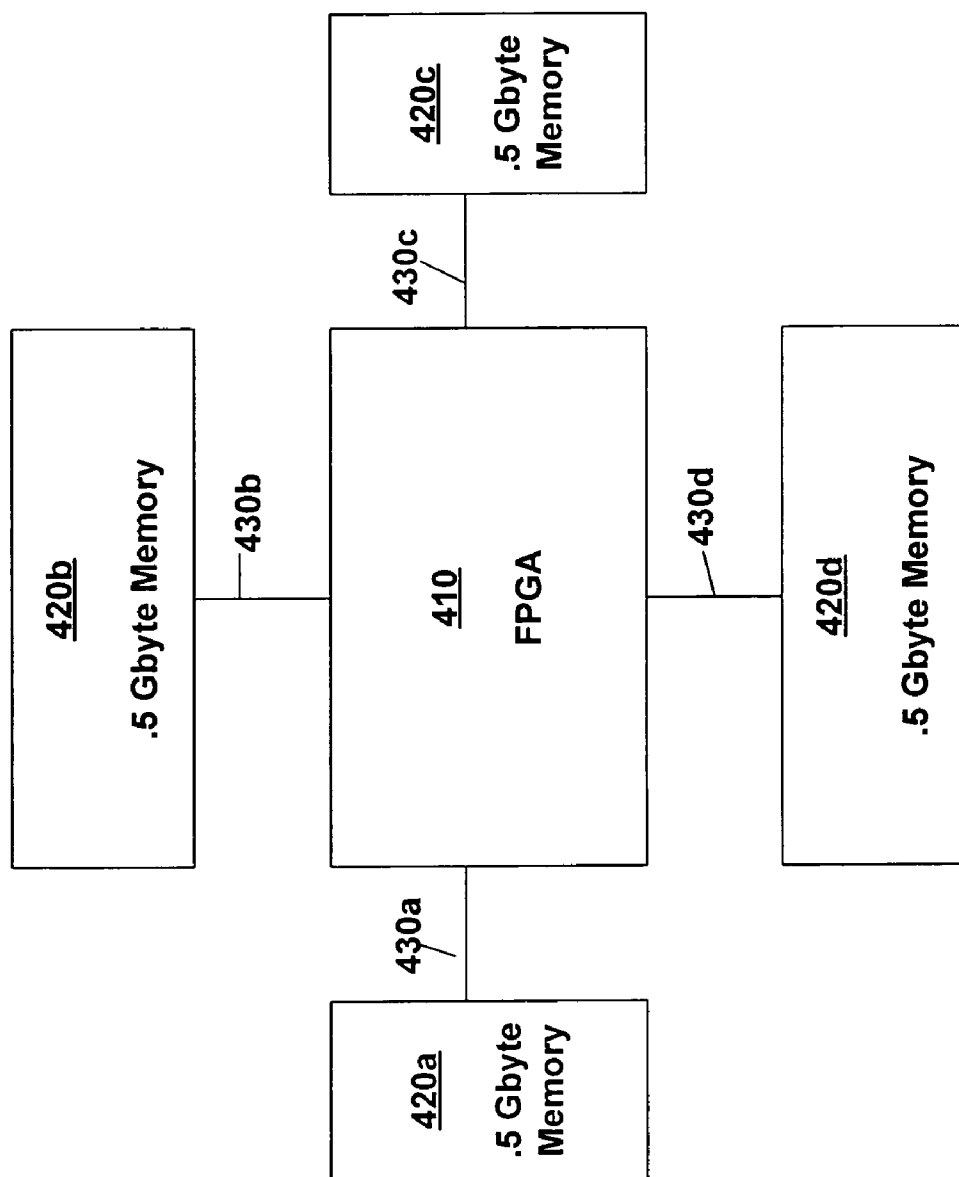 420b
.5 Gbyte Memory
430b
420a
.5 Gbyte
Memory
430a
410
FPGA
430c
420c
.5 Gbyte
Memory
430d
420d
.5 Gbyte Memory